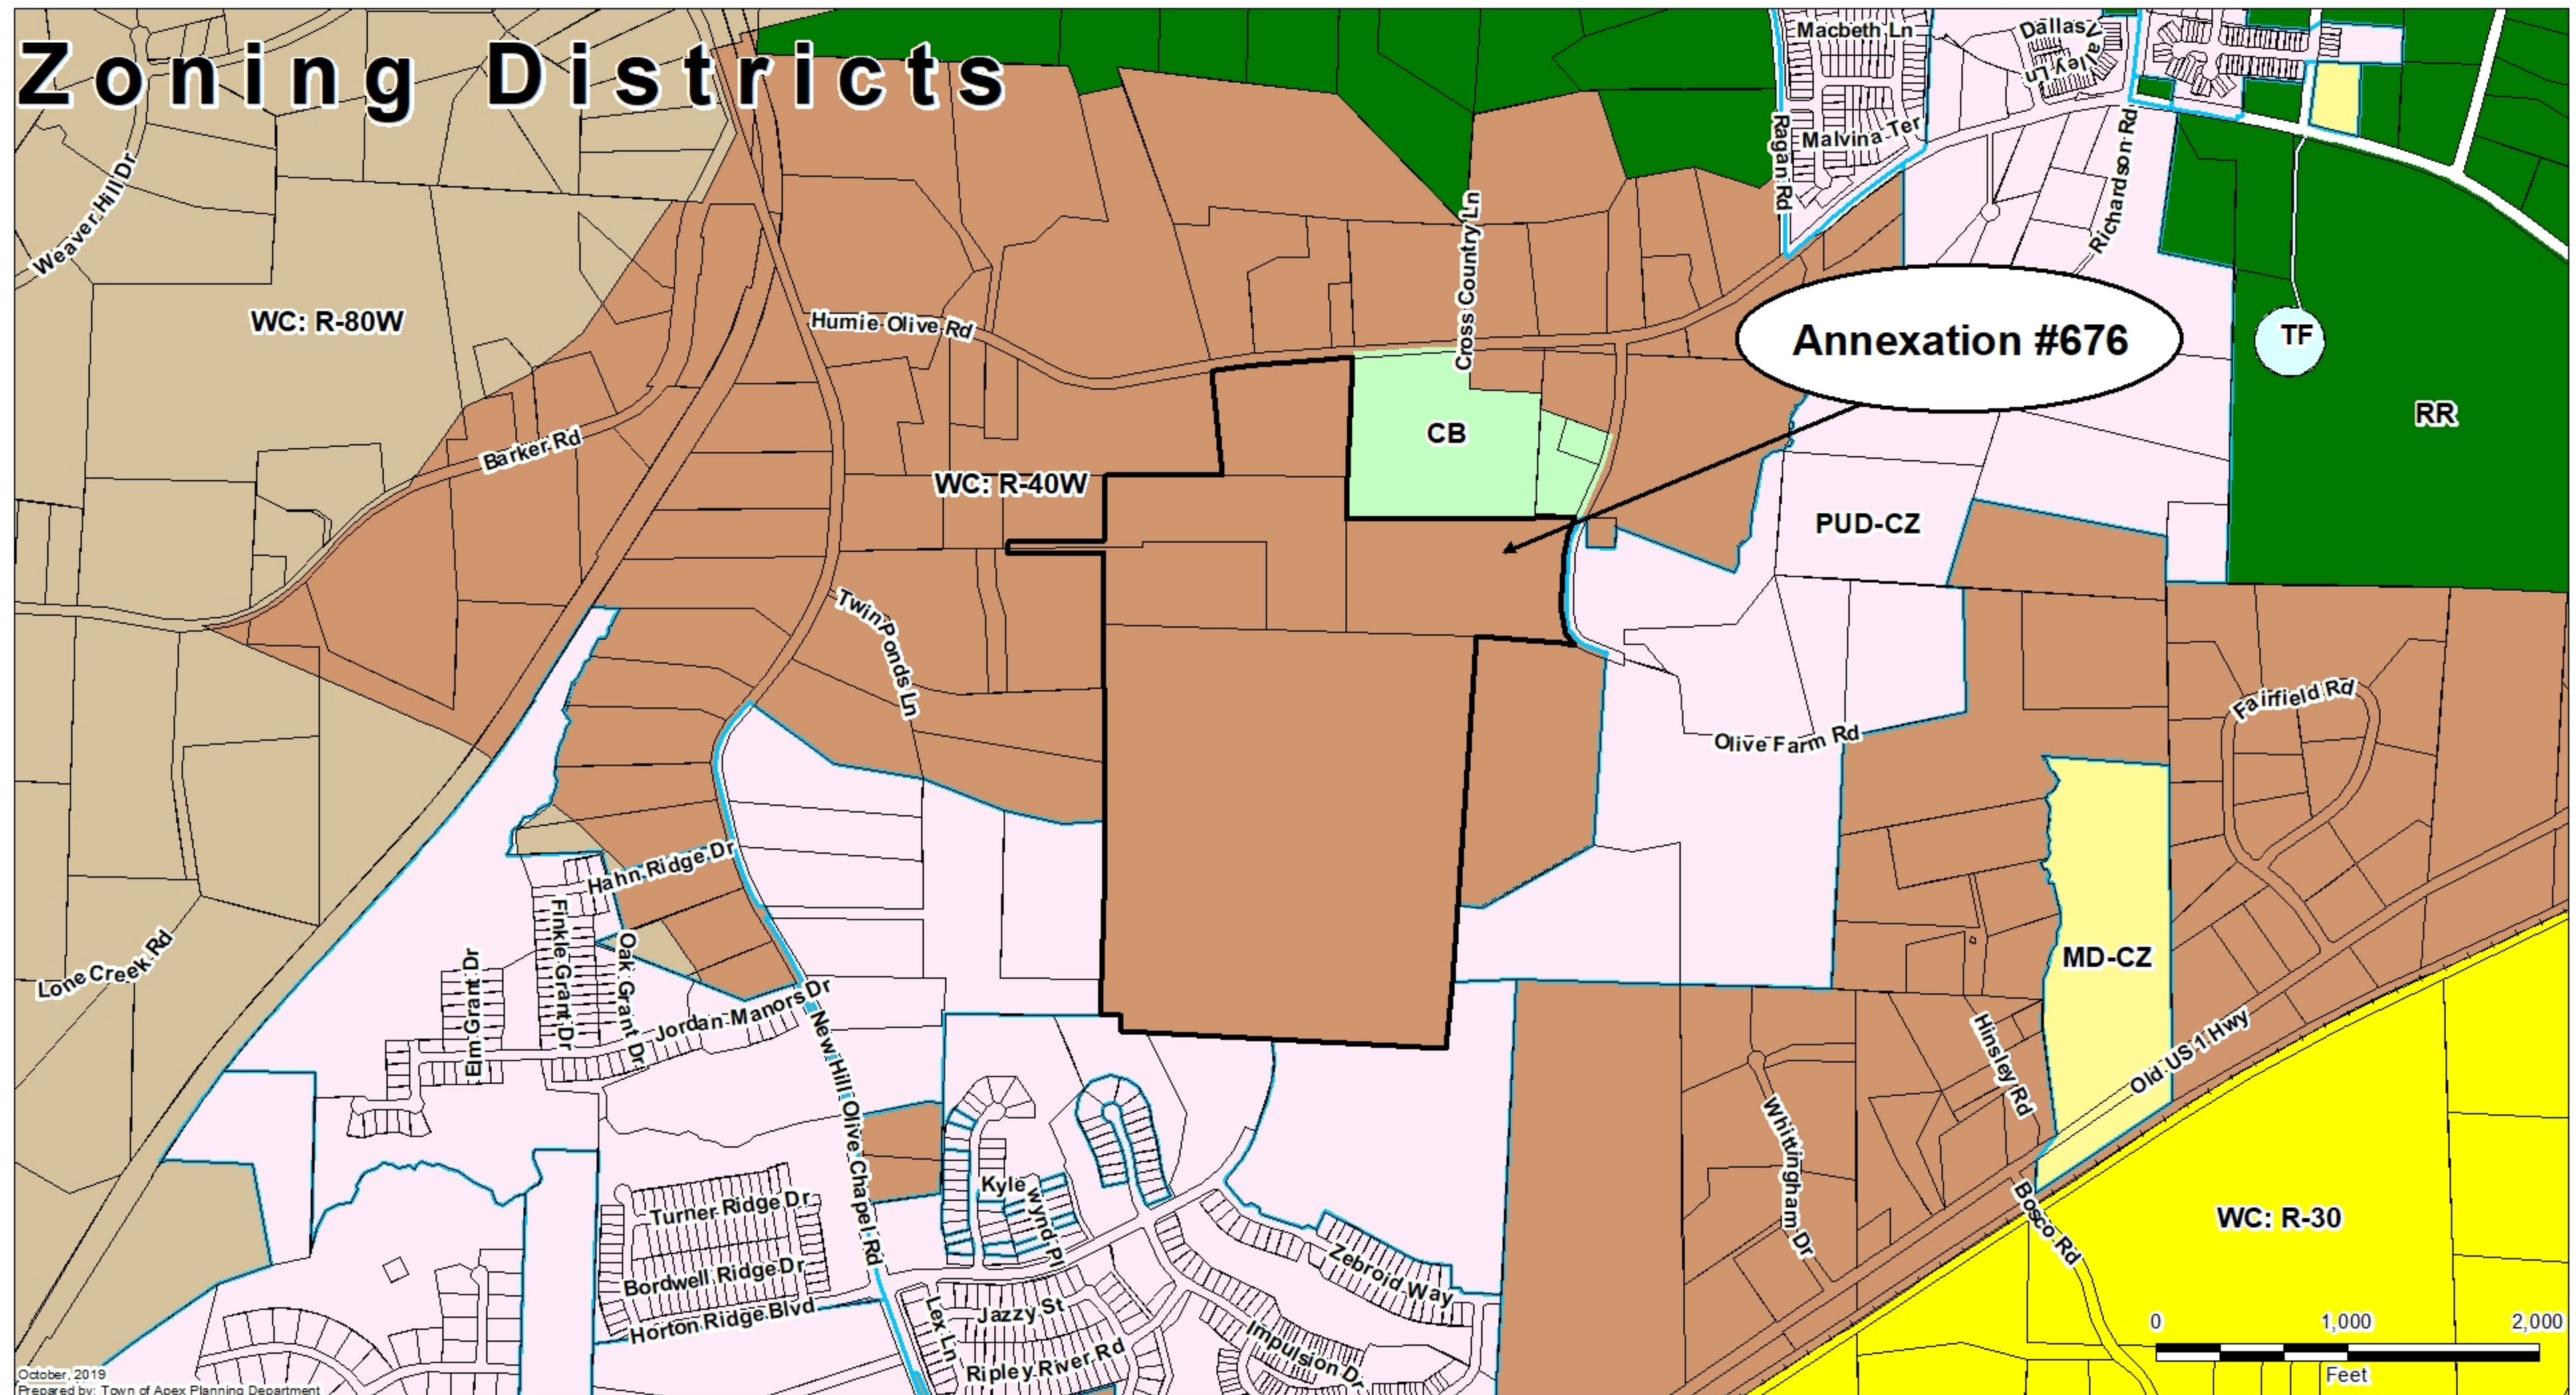 Zoning Districts
Macbeth Ln
Dallas Valley Ln
Malvina Ter
Ragan Rd
Richardson Rd
Weaver Hill Dr
Cross Country Ln
WC: R-80W
Humie Olive Rd
Annexation #676
TF
RR
CB
Barker Rd
WC: R-40W
PUD-CZ
Twin Ponds Ln
Fairfield Rd
Olive Farm Rd
Hahn Ridge Dr
Finkle Grant Dr
Oak Grant Dr
Elm Grant Dr
Lone Creek Rd
MD-CZ
Jordan Manors Dr
New Hill Olive Chapel Rd
Hinsley Rd
Old US 1 Hwy
Whittingham Dr
Kylewynd Pl
Turner Ridge Dr
Bosco Rd
WC: R-30
Bordwell Ridge Dr
Zebroid Way
Horton Ridge Blvd
Lex Ln
Jazzy St
Impulsion Dr
Ripley River Rd
0 1,000 2,000
Feet
October, 2019
Prepared by: Town of Apex Planning Department